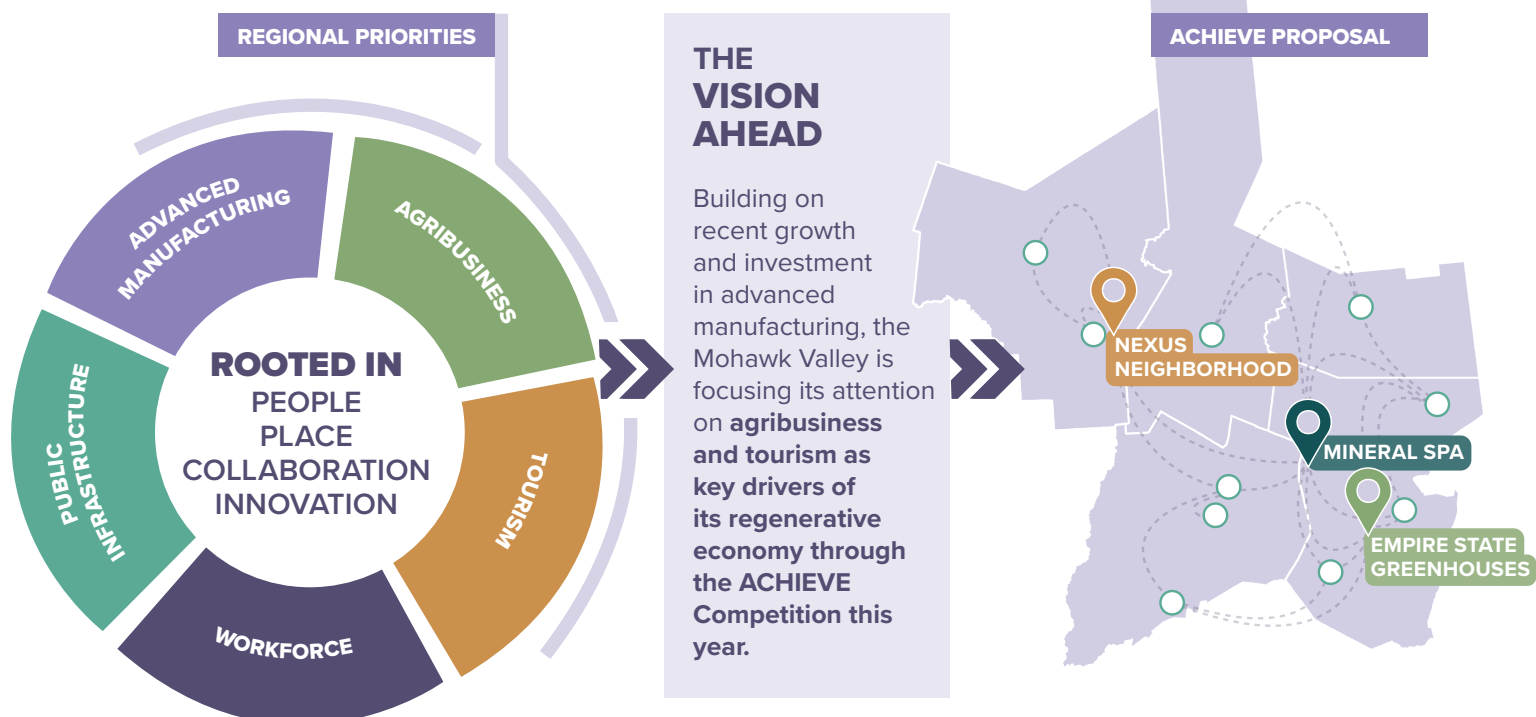 REGIONAL PRIORITIES
ADVANCED
MANUFACTURING
AGRIBUSINESS
TOURISM
WORKFORCE
PUBLIC
INFRASTRUCTURE
ROOTED IN
PEOPLE
PLACE
COLLABORATION
INNOVATION
THE
VISION
AHEAD
Building on
recent growth
and investment
in advanced
manufacturing, the
Mohawk Valley is
focusing its attention
on agribusiness
and tourism as
key drivers of
its regenerative
economy through
the ACHIEVE
Competition this
year.
ACHIEVE PROPOSAL
NEXUS
NEIGHBORHOOD
MINERAL SPA
EMPIRE STATE
GREENHOUSES